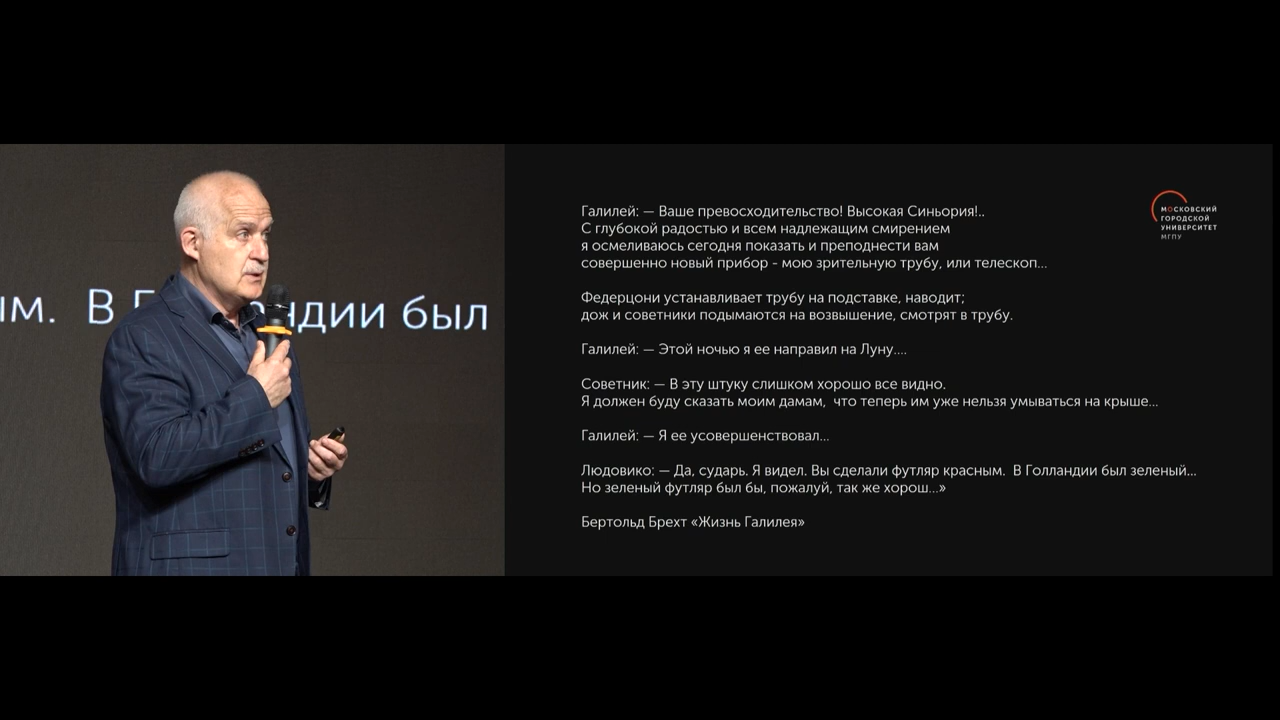 ым. В Г ндии был
Галилей: — Ваше превосходительство! Высокая Синьория!..
С глубокой радостью и всем надлежащим смирением
я осмеливаюсь сегодня показать и преподнести вам
совершенно новый прибор - мою зрительную трубу, или телескоп...
Федерцони устанавливает трубу на подставке, наводит;
дож и советники подымаются на возвышение, смотрят в трубу.
Галилей: — Этой ночью я ее направил на Луну....
Советник: — В эту штуку слишком хорошо все видно.
Я должен буду сказать моим дамам, что теперь им уже нельзя умываться на крыше...
Галилей: — Я ее усовершенствовал...
Людовико: — Да, сударь. Я видел. Вы сделали футляр красным. В Голландии был зеленый...
Но зеленый футляр был бы, пожалуй, так же хорош...»
Бертольд Брехт «Жизнь Галилея»
МОСКОВСКИЙ
ГОРОДСКОЙ
УНИВЕРСИТЕТ
МГПУ